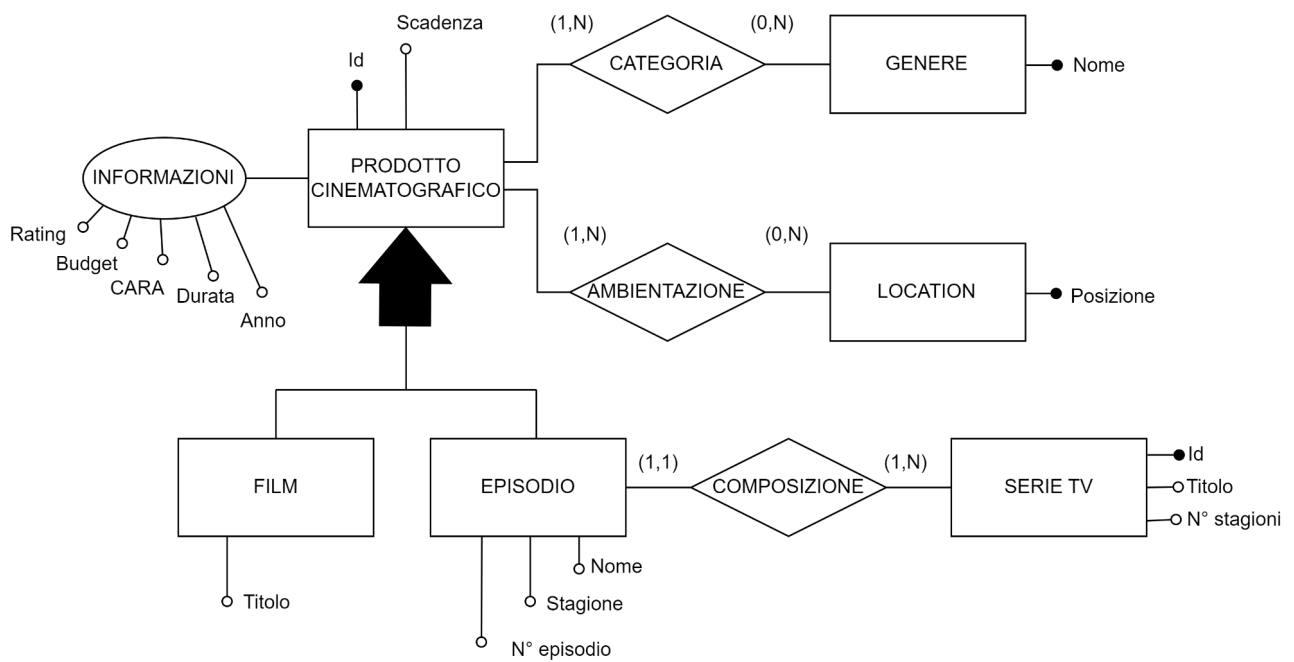 Scadenza
(1,N)
(0,N)
Id
CATEGORIA
GENERE
Nome
PRODOTTO
CINEMATOGRAFICO
INFORMAZIONI
Rating
Budget
CARA
Durata
Anno
(1,N)
(0,N)
AMBIENTAZIONE
LOCATION
Posizione
FILM
EPISODIO
(1,1)
COMPOSIZIONE
(1,N)
SERIE TV
Id
Titolo
N° stagioni
Titolo
Nome
Stagione
N° episodio